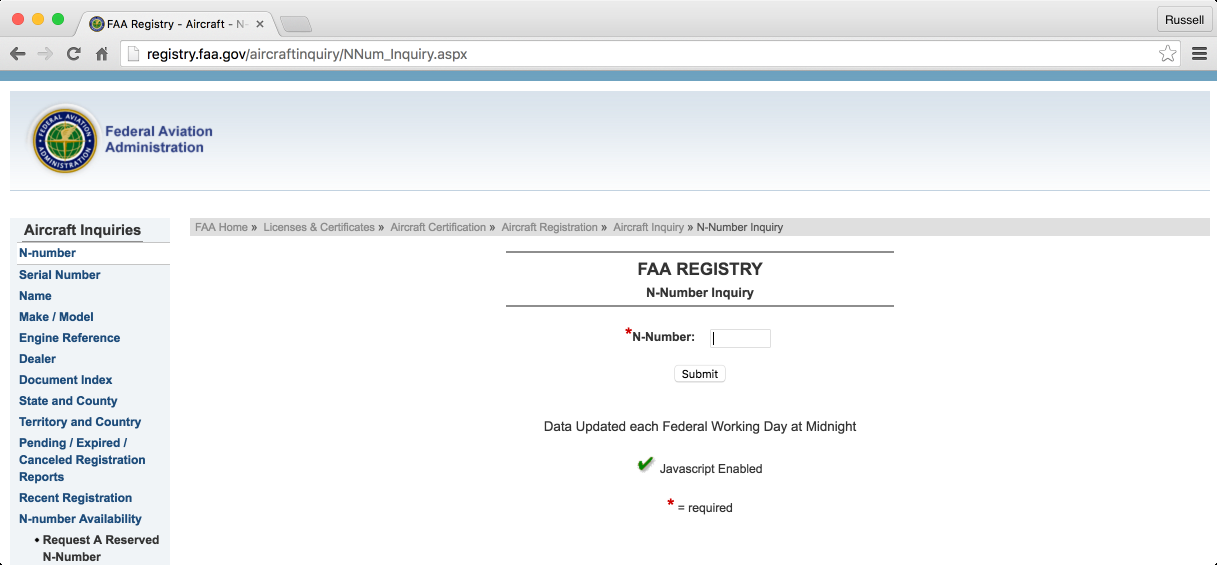 FAA Registry - Aircraft - N-
Russell
registry.faa.gov/aircraftinquiry/NNum_Inquiry.aspx
FEDERAL AVIATION ADMINISTRATION
Federal Aviation
Administration
Aircraft Inquiries
N-number
Serial Number
Name
Make / Model
Engine Reference
Dealer
Document Index
State and County
Territory and Country
Pending / Expired /
Canceled Registration
Reports
Recent Registration
N-number Availability
• Request A Reserved
N-Number
FAA Home » Licenses & Certificates » Aircraft Certification » Aircraft Registration » Aircraft Inquiry » N-Number Inquiry
FAA REGISTRY
N-Number Inquiry
*N-Number:
Submit
Data Updated each Federal Working Day at Midnight
Javascript Enabled
* = required